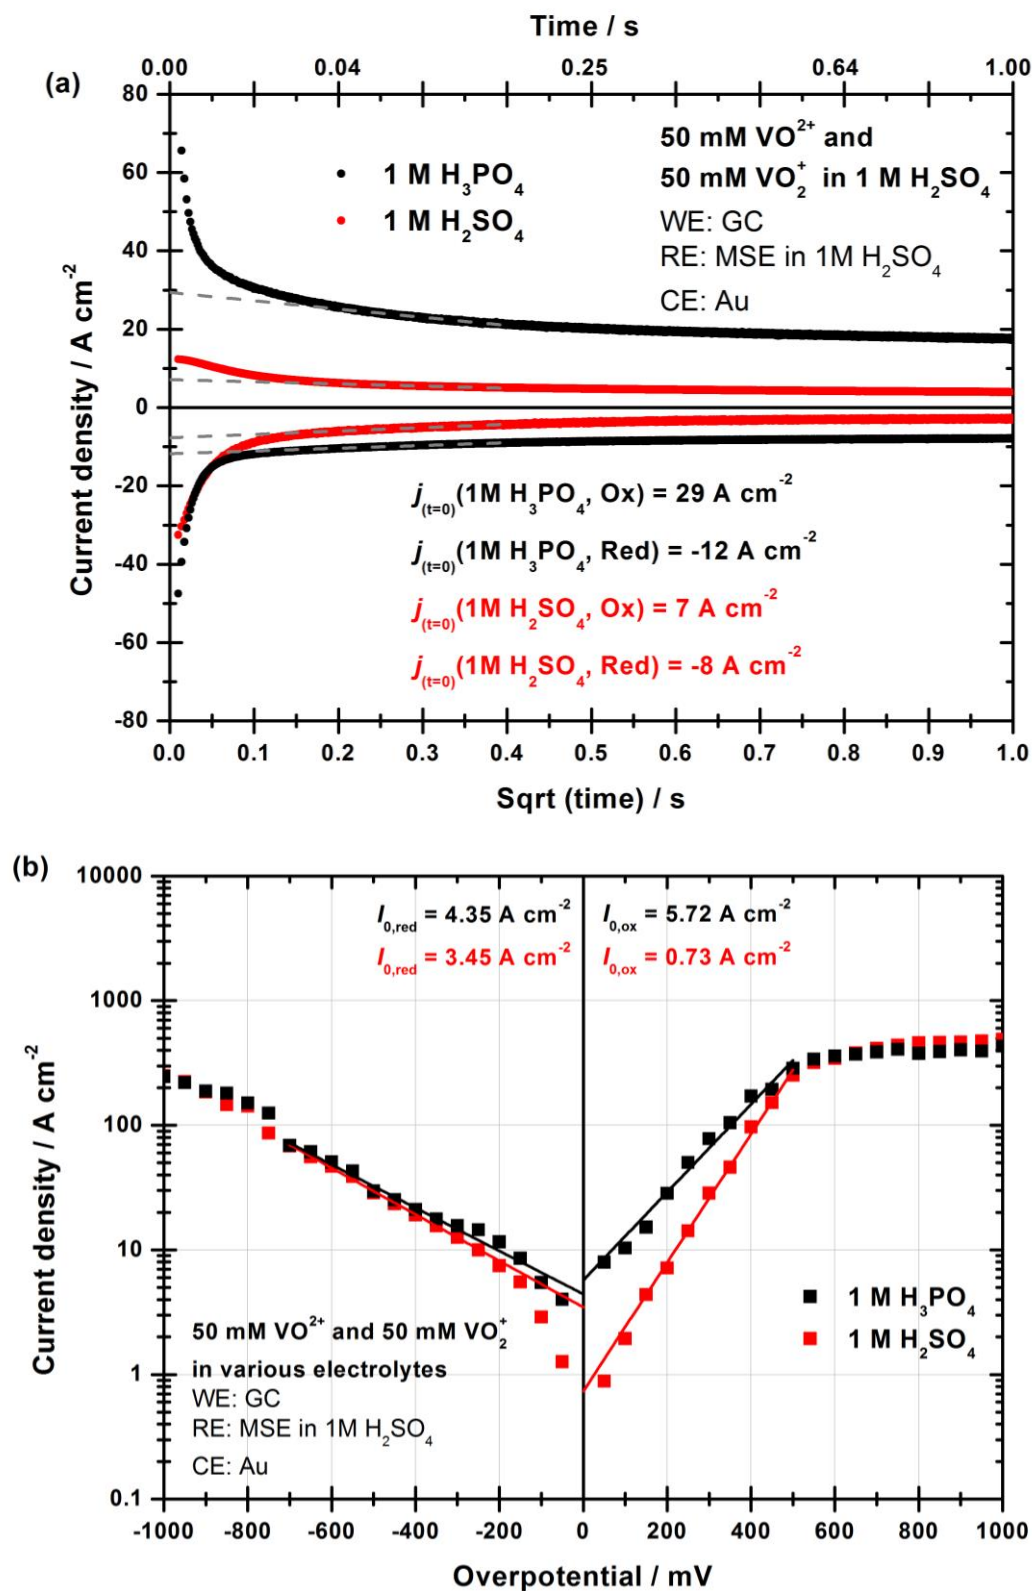 Time / s
(a)
0.00 0.04 0.25 0.64 1.00
80
60
40
20
0
-20
-40
-60
-80
Current density / A cm⁻²
1 M H₃PO₄
1 M H₂SO₄
50 mM VO²⁺ and
50 mM VO₂⁺ in 1 M H₂SO₄
WE: GC
RE: MSE in 1M H₂SO₄
CE: Au
j₍ₜ₌₀₎(1M H₃PO₄, Ox) = 29 A cm⁻²
j₍ₜ₌₀₎(1M H₃PO₄, Red) = -12 A cm⁻²
j₍ₜ₌₀₎(1M H₂SO₄, Ox) = 7 A cm⁻²
j₍ₜ₌₀₎(1M H₂SO₄, Red) = -8 A cm⁻²
0.0 0.1 0.2 0.3 0.4 0.5 0.6 0.7 0.8 0.9 1.0
Sqrt (time) / s
(b)
10000
1000
100
10
1
0.1
Current density / A cm⁻²
I₀,red = 4.35 A cm⁻² I₀,ox = 5.72 A cm⁻²
I₀,red = 3.45 A cm⁻² I₀,ox = 0.73 A cm⁻²
1 M H₃PO₄
1 M H₂SO₄
50 mM VO²⁺ and 50 mM VO₂⁺
in various electrolytes
WE: GC
RE: MSE in 1M H₂SO₄
CE: Au
-1000 -800 -600 -400 -200 0 200 400 600 800 1000
Overpotential / mV